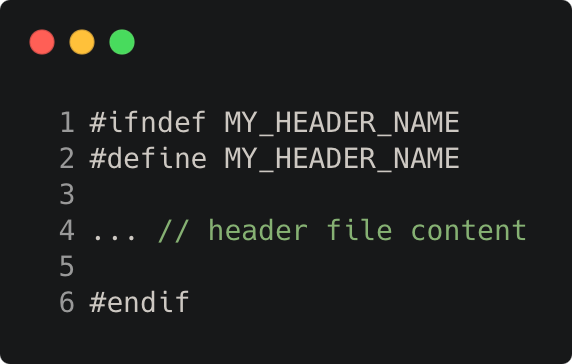 1 #ifndef MY_HEADER_NAME
2 #define MY_HEADER_NAME
3
4 ... // header file content
5
6 #endif